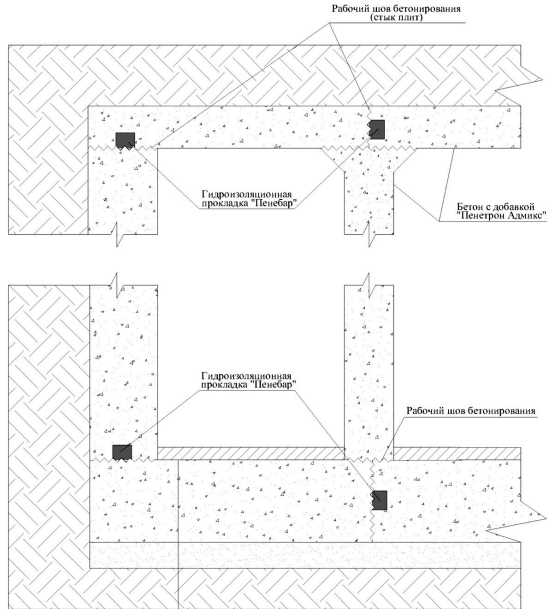 Рабочий шов бетонирования
(стык плит)
Гидроизоляционная
прокладка "Пенебар"
Бетон с добавкой
"Пенетрон Адмикс"
Гидроизоляционная
прокладка "Пенебар"
Рабочий шов бетонирования